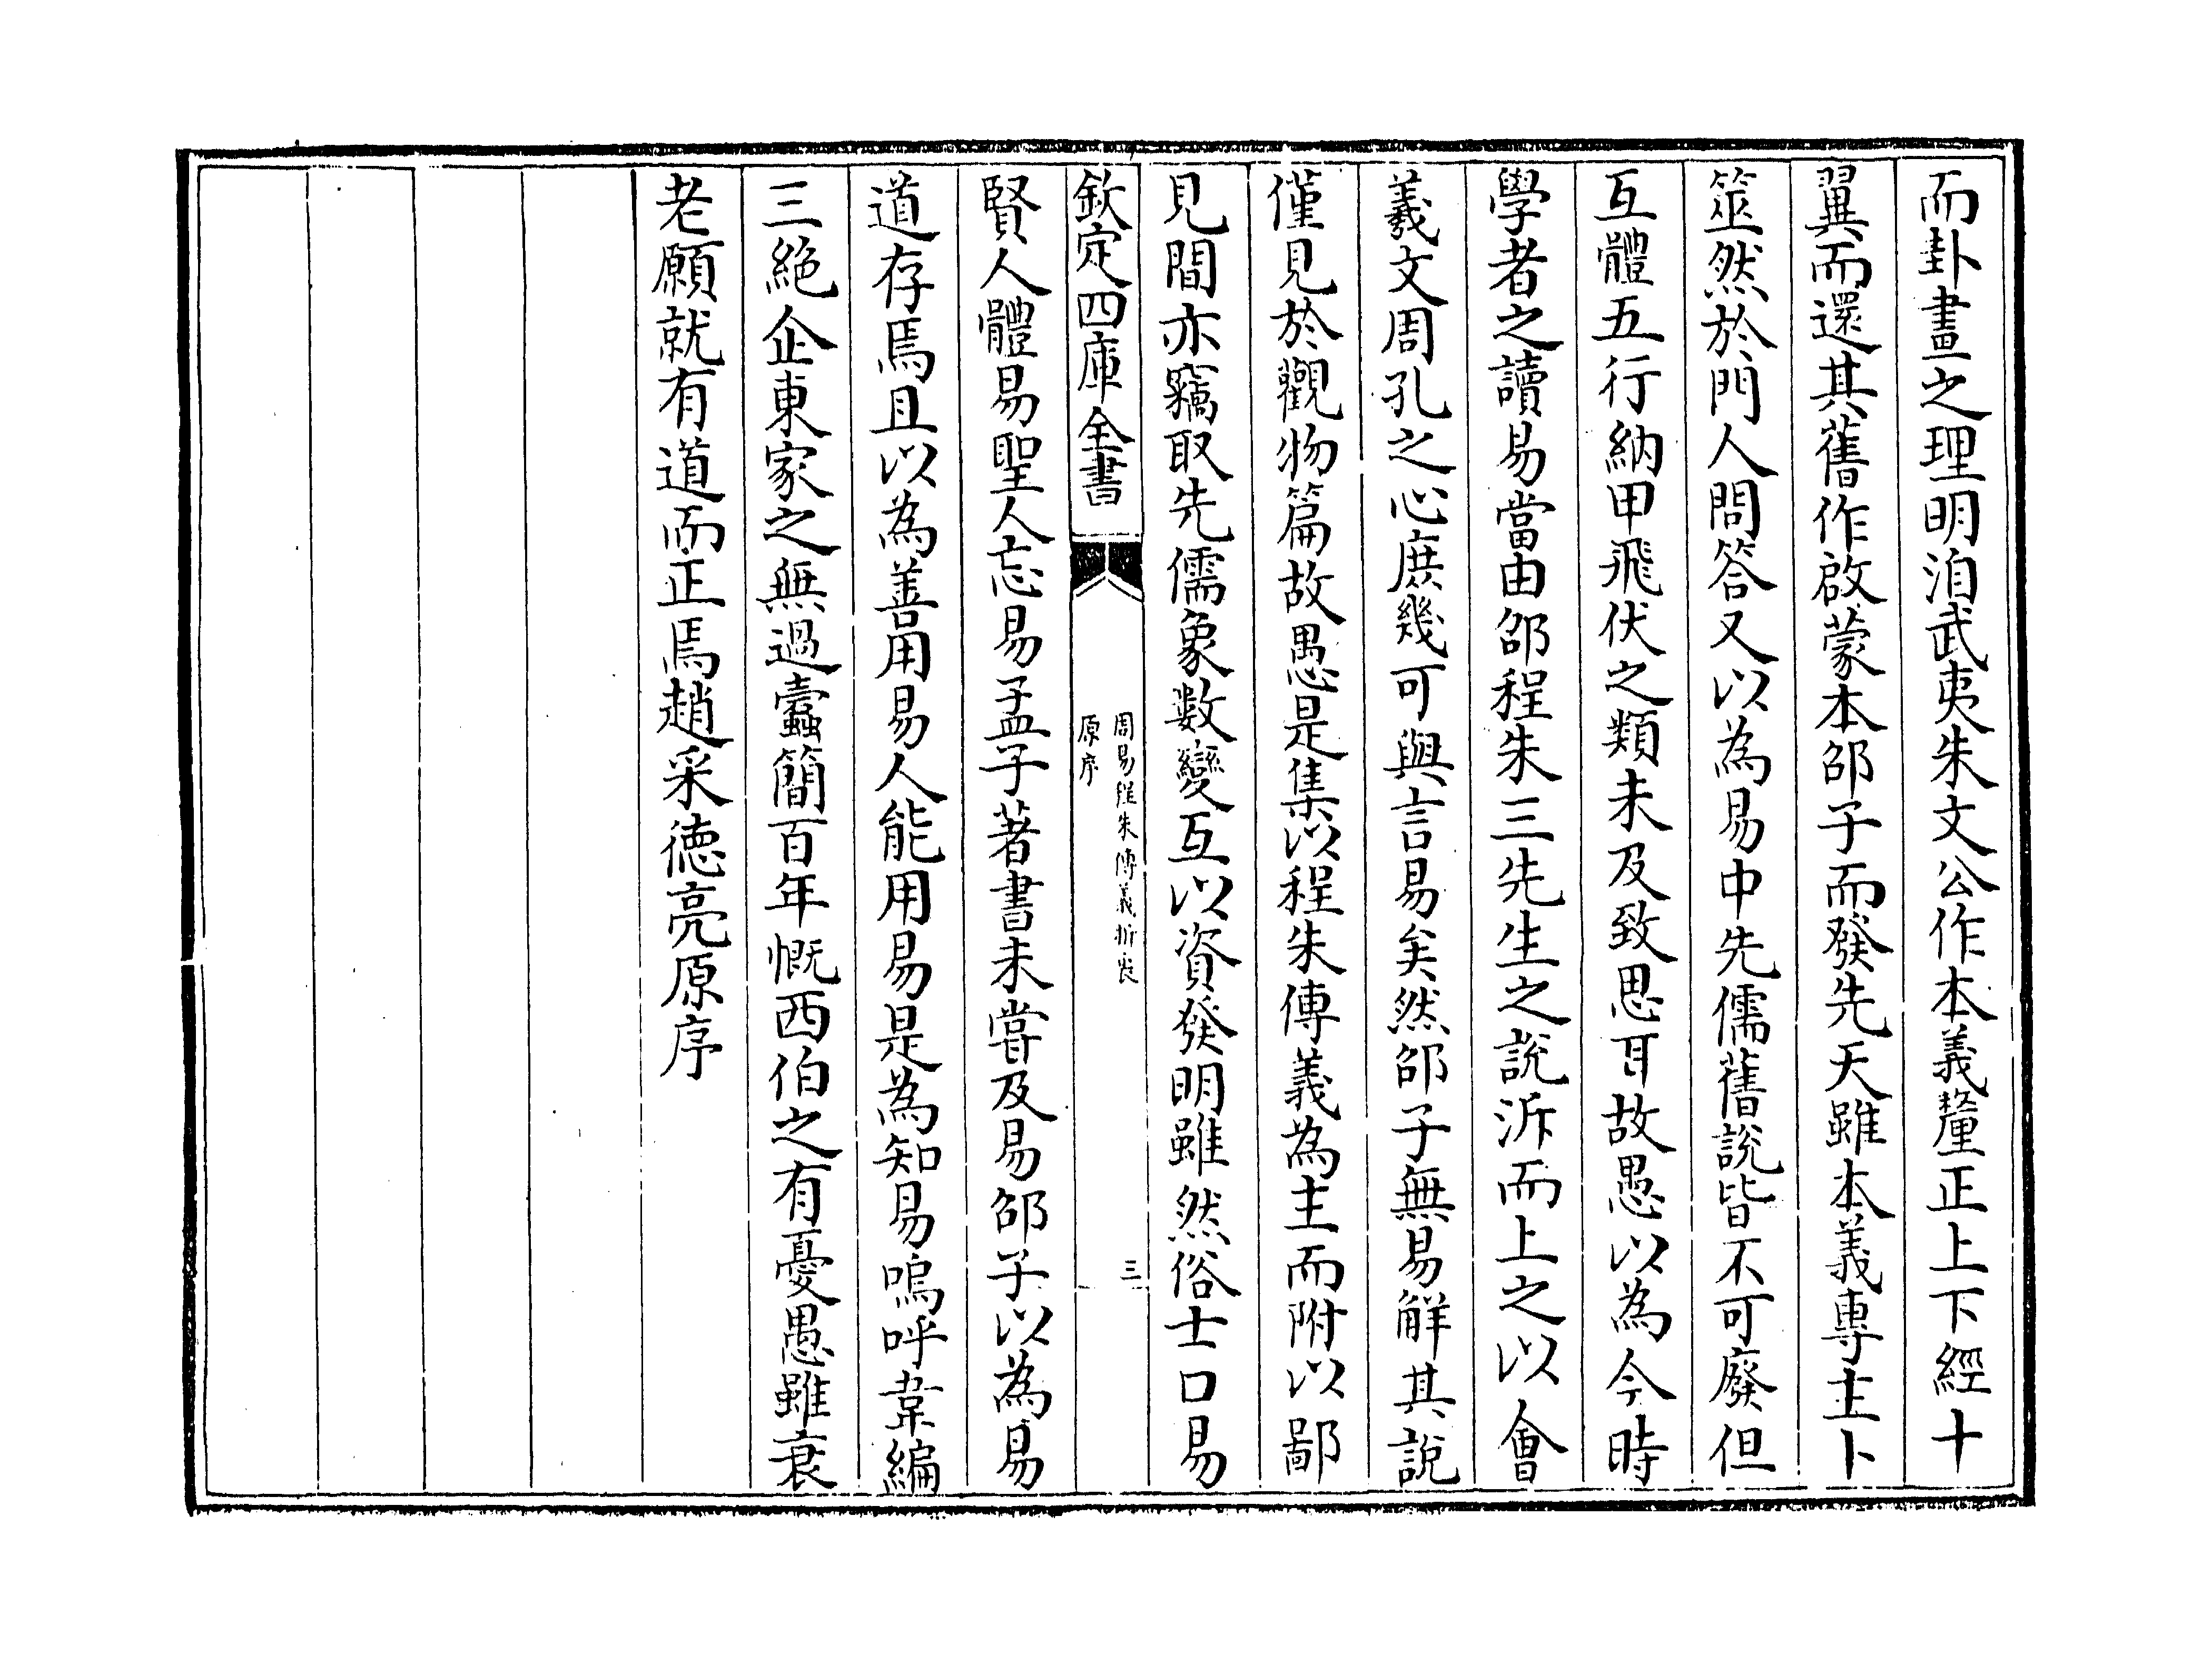 而卦畫之理明洎武夷朱文公作本義釐正上下經十
翼而還其舊作啟蒙本邵子而發先天雖本義專主卜
筮然於門人問答又以為易中先儒舊說皆不可廢但
互體五行納甲飛伏之類未及致思耳故愚以為今時
學者之讀易當由邵程朱三先生之說泝而上之以會
羲文周孔之心庶幾可與言易矣然邵子無易解其說
僅見於觀物篇故愚是集以程朱傳義為主而附以鄙
見間亦竊取先儒象數變互以資發明雖然俗士口易
欽定四庫全書
周易程朱傳義折衷
原序
三
賢人體易聖人忘易孟子著書未嘗及易邵子以為易
道存焉且以為善用易人能用易是為知易嗚呼韋編
三絕企東家之無過蠹簡百年慨西伯之有憂愚雖衰
老願就有道而正焉趙采德亮原序